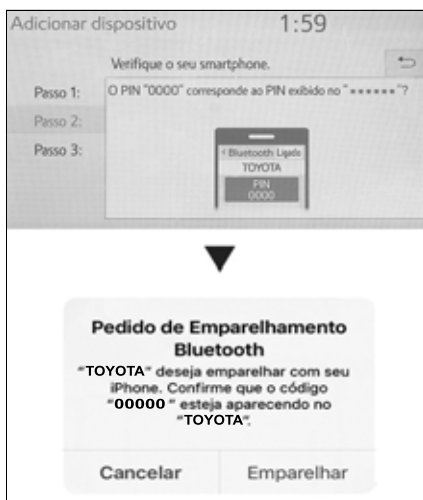 Adicionar dispositivo
1:59
Verifique o seu smartphone.
Passo 1:
O PIN "0000" corresponde ao PIN exibido no "******"?
Passo 2:
Passo 3:
< Bluetooth Ligado
TOYOTA
PIN
0000
Pedido de Emparelhamento
Bluetooth
"TOYOTA" deseja emparelhar com seu
iPhone. Confirme que o código
"00000" esteja aparecendo no
"TOYOTA".
Cancelar
Emparelhar